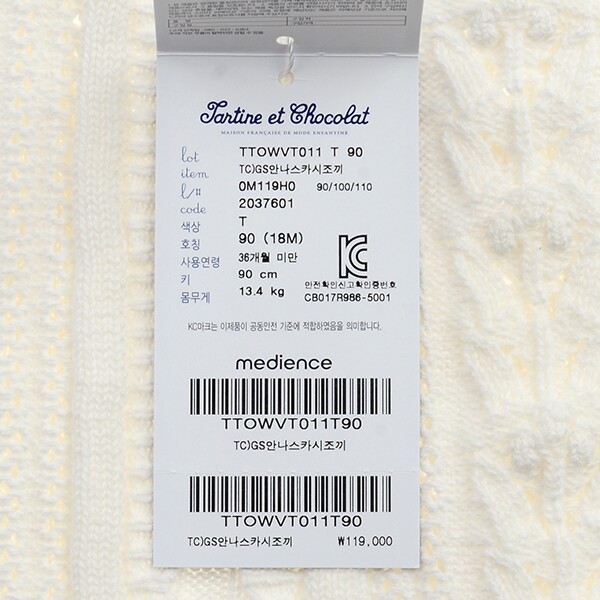 Tartine et Chocolat
MAISON FRANÇAISE DE MODE ENFANTINE
lot TTOWVT011 T 90
item TC)GS안나스카시조끼
l/# 0M119H0 90/100/110
code 2037601
색상 T
호칭 90 (18M)
사용연령 36개월 미만
키 90 cm
몸무게 13.4 kg
안전확인신고확인증번호
CB017R986-5001
KC마크는 이제품이 공동안전 기준에 적합하였음을 의미합니다.
medience
TTOWVT011T90
TC)GS안나스카시조끼
TTOWVT011T90
TC)GS안나스카시조끼 ₩119,000